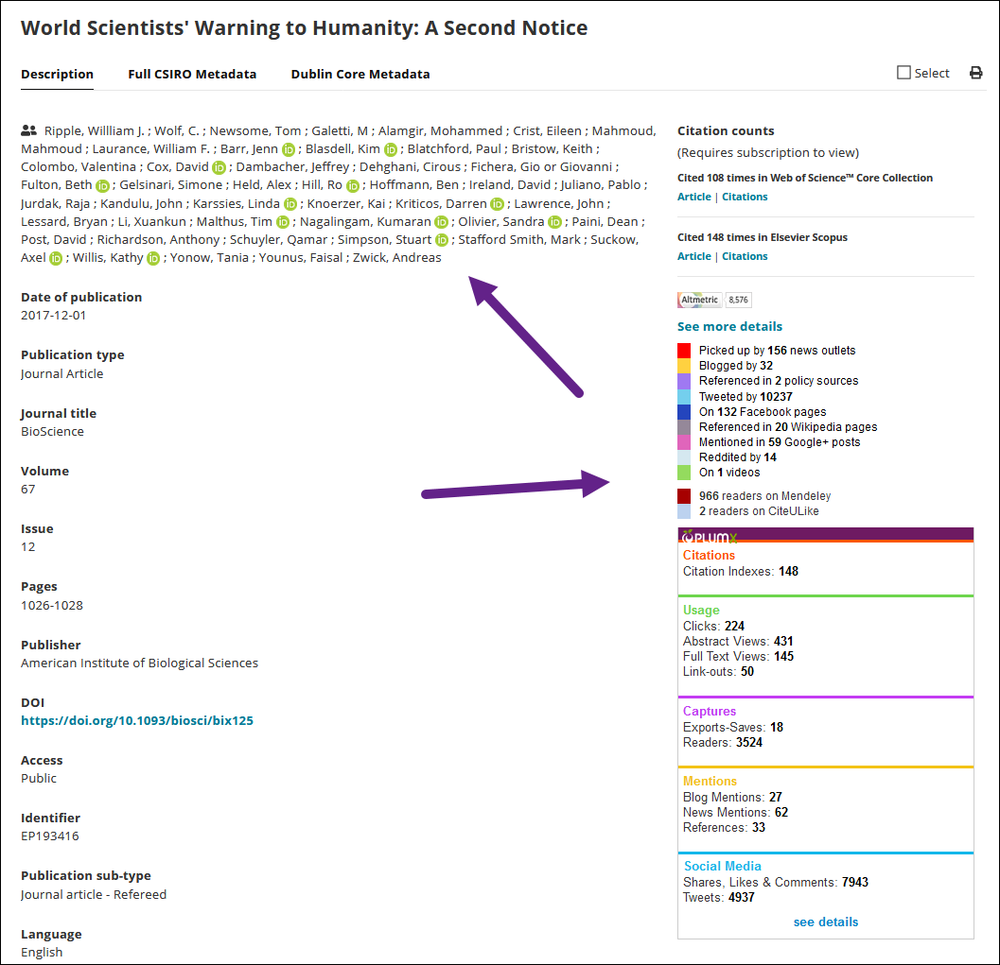 World Scientists' Warning to Humanity: A Second Notice
Description
Full CSIRO Metadata
Dublin Core Metadata
Select
Ripple, Willliam J. ; Wolf, C. ; Newsome, Tom ; Galetti, M ; Alamgir, Mohammed ; Crist, Eileen ; Mahmoud,
Mahmoud ; Laurance, William F. ; Barr, Jenn iD ; Blasdell, Kim iD ; Blatchford, Paul ; Bristow, Keith ;
Colombo, Valentina ; Cox, David iD ; Dambacher, Jeffrey ; Dehghani, Cirous ; Fichera, Gio or Giovanni ;
Fulton, Beth iD ; Gelsinari, Simone ; Held, Alex ; Hill, Ro iD ; Hoffmann, Ben ; Ireland, David ; Juliano, Pablo ;
Jurdak, Raja ; Kandulu, John ; Karssies, Linda iD ; Knoerzer, Kai ; Kriticos, Darren iD ; Lawrence, John ;
Lessard, Bryan ; Li, Xuankun ; Malthus, Tim iD ; Nagalingam, Kumaran iD ; Olivier, Sandra iD ; Paini, Dean ;
Post, David ; Richardson, Anthony ; Schuyler, Qamar ; Simpson, Stuart iD ; Stafford Smith, Mark ; Suckow,
Axel iD ; Willis, Kathy iD ; Yonow, Tania ; Younus, Faisal ; Zwick, Andreas
Date of publication
2017-12-01
Publication type
Journal Article
Journal title
BioScience
Volume
67
Issue
12
Pages
1026-1028
Publisher
American Institute of Biological Sciences
DOI
https://doi.org/10.1093/biosci/bix125
Access
Public
Identifier
EP193416
Publication sub-type
Journal article - Refereed
Language
English
Citation counts
(Requires subscription to view)
Cited 108 times in Web of Science™ Core Collection
Article | Citations
Cited 148 times in Elsevier Scopus
Article | Citations
Altmetric 8,576
See more details
Picked up by 156 news outlets
Blogged by 32
Referenced in 2 policy sources
Tweeted by 10237
On 132 Facebook pages
Referenced in 20 Wikipedia pages
Mentioned in 59 Google+ posts
Reddited by 14
On 1 videos
966 readers on Mendeley
2 readers on CiteULike
PLUMX
Citations
Citation Indexes: 148
Usage
Clicks: 224
Abstract Views: 431
Full Text Views: 145
Link-outs: 50
Captures
Exports-Saves: 18
Readers: 3524
Mentions
Blog Mentions: 27
News Mentions: 62
References: 33
Social Media
Shares, Likes & Comments: 7943
Tweets: 4937
see details